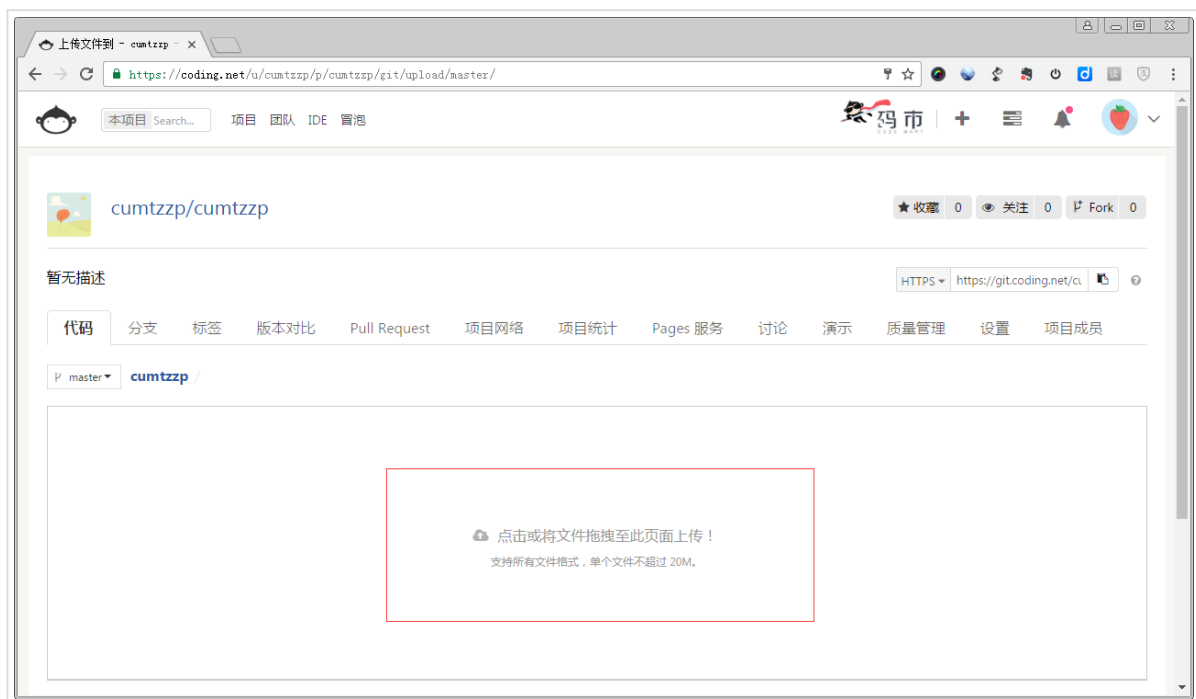 上传文件到 - cumtzzp -
https://coding.net/u/cumtzzp/p/cumtzzp/git/upload/master/
本项目 Search... 项目 团队 IDE 冒泡 码市
CODE MART
cumtzzp/cumtzzp ★ 收藏 0 关注 0 Fork 0
暂无描述 HTTPS https://git.coding.net/cu
代码 分支 标签 版本对比 Pull Request 项目网络 项目统计 Pages 服务 讨论 演示 质量管理 设置 项目成员
master cumtzzp /
点击或将文件拖拽至此页面上传！
支持所有文件格式，单个文件不超过 20M。